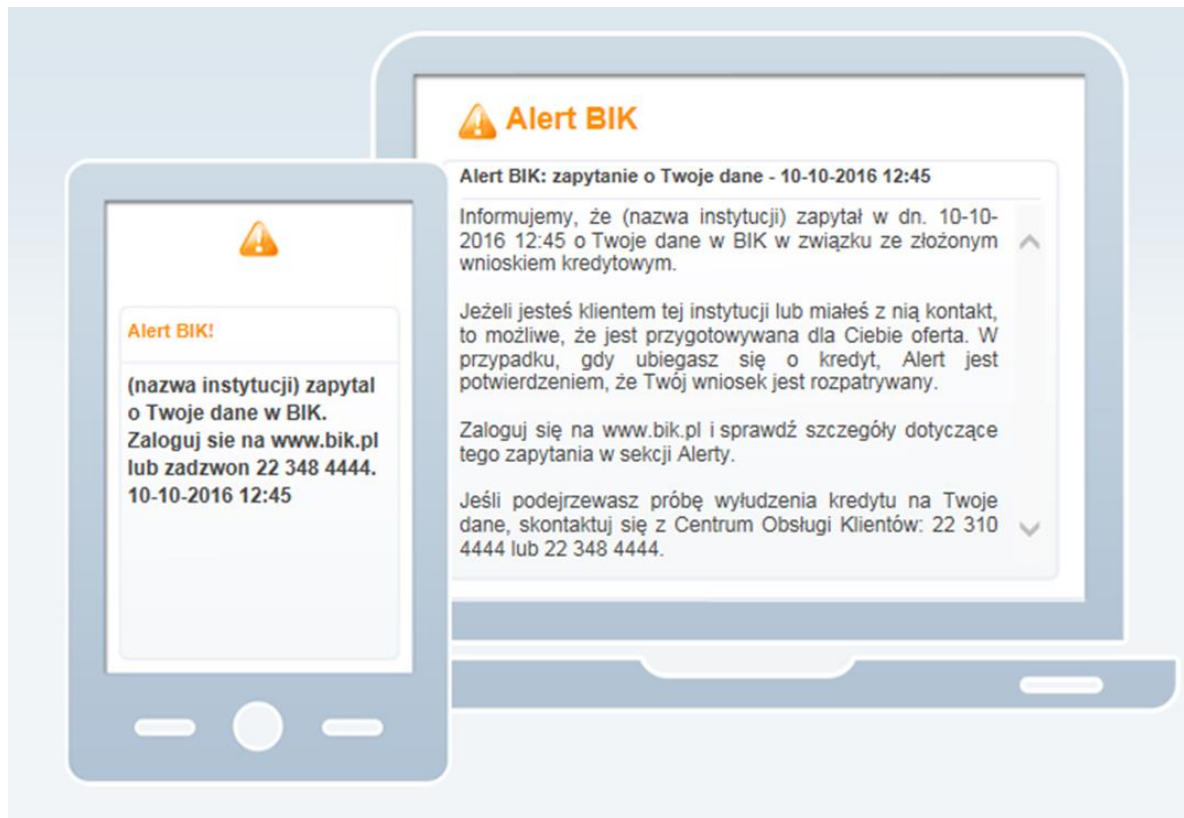 Alert BIK!
(nazwa instytucji) zapytal
o Twoje dane w BIK.
Zaloguj sie na www.bik.pl
lub zadzwon 22 348 4444.
10-10-2016 12:45
Alert BIK
Alert BIK: zapytanie o Twoje dane - 10-10-2016 12:45
Informujemy, że (nazwa instytucji) zapytał w dn. 10-10-
2016 12:45 o Twoje dane w BIK w związku ze złożonym
wnioskiem kredytowym.
Jeżeli jesteś klientem tej instytucji lub miałeś z nią kontakt,
to możliwe, że jest przygotowywana dla Ciebie oferta. W
przypadku, gdy ubiegasz się o kredyt, Alert jest
potwierdzeniem, że Twój wniosek jest rozpatrywany.
Zaloguj się na www.bik.pl i sprawdź szczegóły dotyczące
tego zapytania w sekcji Alerty.
Jeśli podejrzewasz próbę wyłudzenia kredytu na Twoje
dane, skontaktuj się z Centrum Obsługi Klientów: 22 310
4444 lub 22 348 4444.